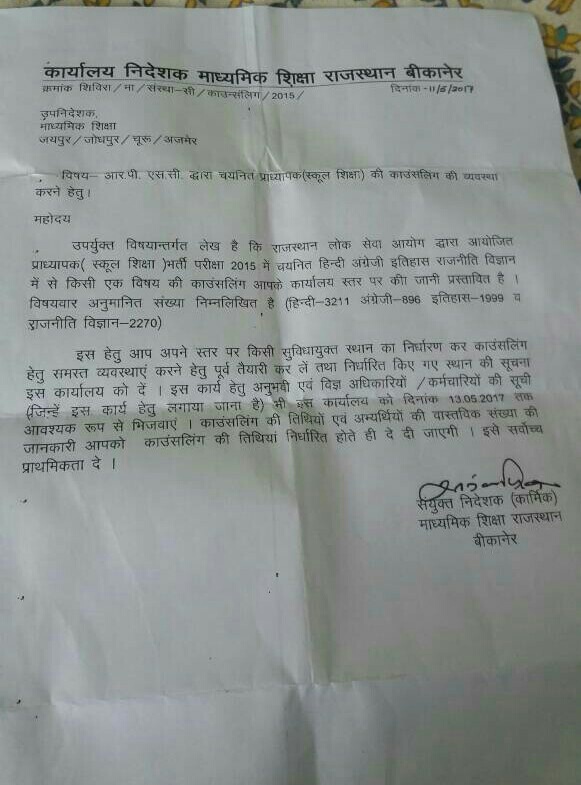 कार्यालय निदेशक माध्यमिक शिक्षा राजस्थान बीकानेर
क्रमांक शिविरा/मा/संस्था-सी/काउन्सलिंग/2015/ दिनांक-11/5/2017
उपनिदेशक,
माध्यमिक शिक्षा
जयपुर/जोधपुर/चूरू/अजमेर
विषय– आर.पी. एस.सी. द्वारा चयनित प्राध्यापक(स्कूल शिक्षा) की काउंसलिंग की व्यवस्था
करने हेतु।
महोदय
उपर्युक्त विषयान्तर्गत लेख है कि राजस्थान लोक सेवा आयोग द्वारा आयोजित
प्राध्यापक( स्कूल शिक्षा )भर्ती परीक्षा 2015 में चयनित हिन्दी अंग्रेजी इतिहास राजनीति विज्ञान
में से किसी एक विषय की काउंसलिंग आपके कार्यालय स्तर पर की जानी प्रस्तावित है ।
विषयवार अनुमानित संख्या निम्नलिखित है (हिन्दी-3211 अंग्रेजी-896 इतिहास-1999 व
राजनीति विज्ञान-2270)
इस हेतु आप अपने स्तर पर किसी सुविधायुक्त स्थान का निर्धारण कर काउंसलिंग
हेतु समस्त व्यवस्थाएं करने हेतु पूर्व तैयारी कर लें तथा निर्धारित किए गए स्थान की सूचना
इस कार्यालय को दें । इस कार्य हेतु अनुभवी एवं विज्ञ अधिकारियों /कर्मचारियों की सूची
(जिन्हें इस कार्य हेतु लगाया जाना है) भी इस कार्यालय को दिनांक 13.05.2017 तक
आवश्यक रूप से भिजवाएं । काउंसलिंग की तिथियों एवं अभ्यर्थियों की वास्तविक संख्या की
जानकारी आपको काउंसलिंग की तिथियां निर्धारित होते ही दे दी जाएगी । इसे सर्वोच्च
प्राथमिकता दे ।
संयुक्त निदेशक (कार्मिक)
माध्यमिक शिक्षा राजस्थान
बीकानेर